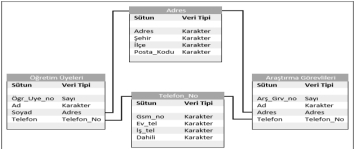 Adres
Sütun Veri Tipi
Adres Karakter
Şehir Karakter
İlçe Karakter
Posta_Kodu Karakter
Öğretim Üyeleri
Sütun Veri Tipi
Ögr_Uye_no Sayı
Ad Karakter
Soyad Adres
Telefon Telefon_No
Telefon_No
Sütun Veri Tipi
Gsm_no Karakter
Ev_tel Karakter
İş_tel Karakter
Dahili Karakter
Araştırma Görevlileri
Sütun Veri Tipi
Arş_Grv_no Sayı
Ad Karakter
Adres Adres
Telefon Telefon_No